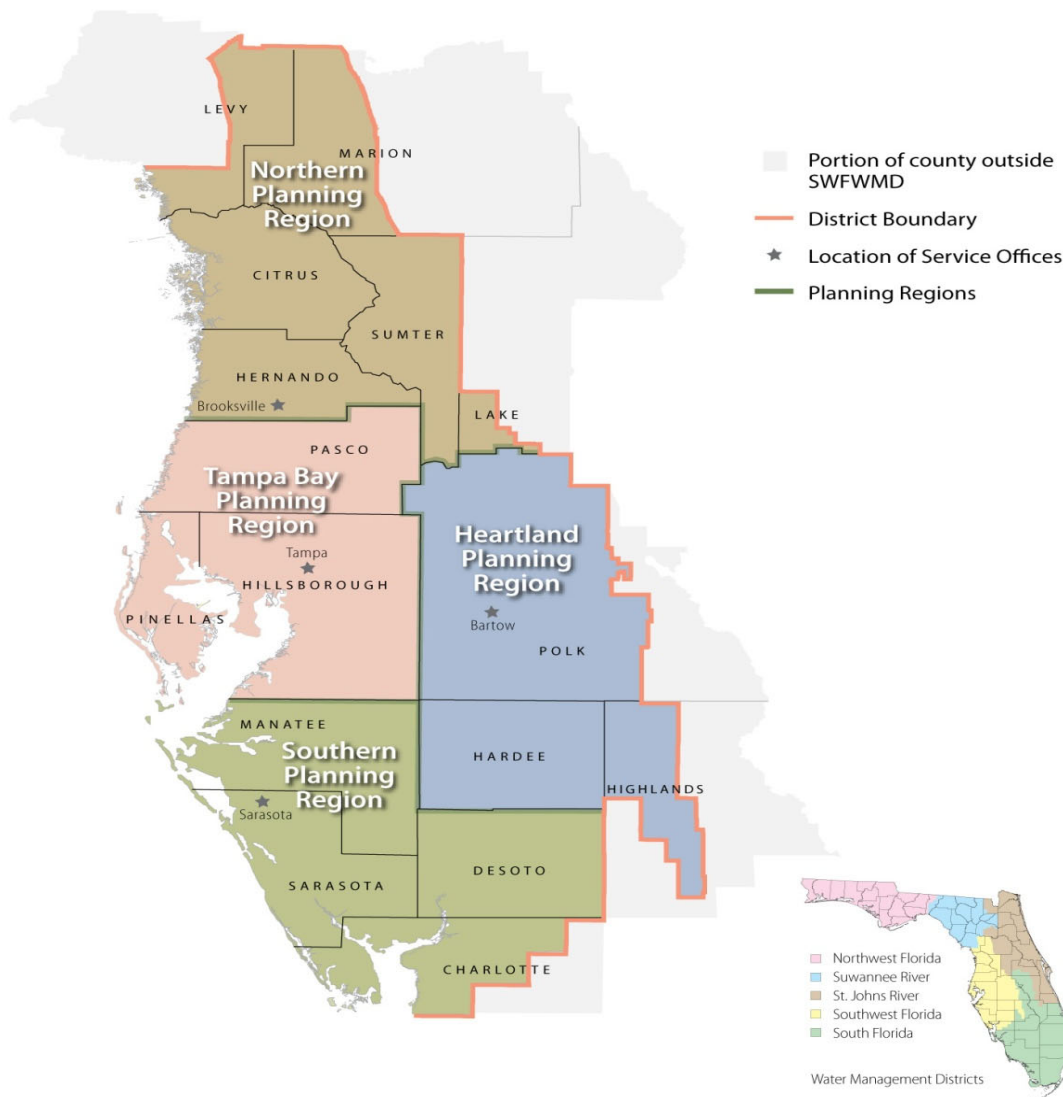 LEVY
MARION
Northern
Planning
Region
CITRUS
SUMTER
HERNANDO
Brooksville
LAKE
PASCO
Tampa Bay
Planning
Region
Tampa
HILLSBOROUGH
PINELLAS
Heartland
Planning
Region
Bartow
POLK
MANATEE
Southern
Planning
Region
HARDEE
HIGHLANDS
Sarasota
SARASOTA
DESOTO
CHARLOTTE
Portion of county outside
SWFWMD
District Boundary
Location of Service Offices
Planning Regions
Northwest Florida
Suwannee River
St. Johns River
Southwest Florida
South Florida
Water Management Districts